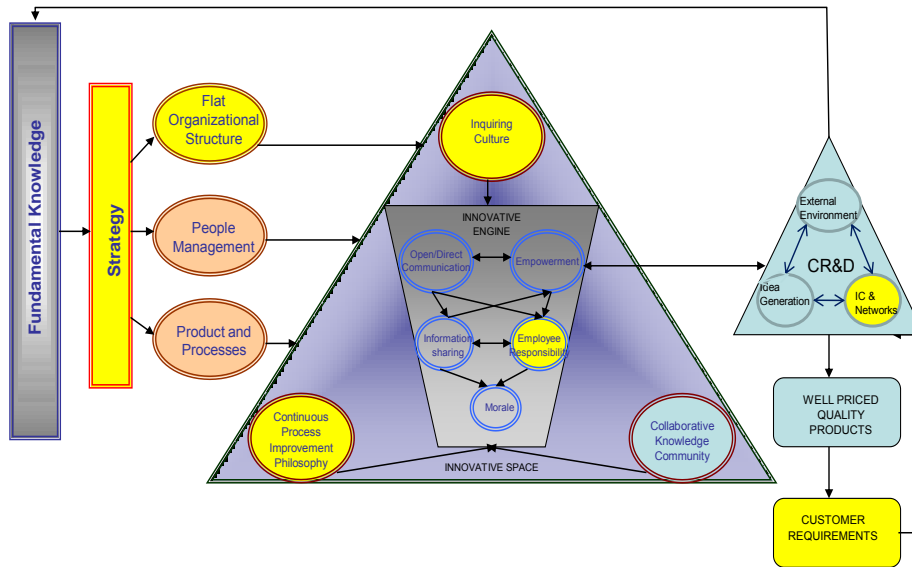 Fundamental Knowledge
Strategy
Flat
Organizational
Structure
People
Management
Product and
Processes
Inquiring
Culture
INNOVATIVE
ENGINE
Open/Direct
Communication
Empowerment
Information
sharing
Employee
Responsibility
Morale
Continuous
Process
Improvement
Philosophy
Collaborative
Knowledge
Community
INNOVATIVE SPACE
External
Environment
CR&D
Idea
Generation
IC &
Networks
WELL PRICED
QUALITY
PRODUCTS
CUSTOMER
REQUIREMENTS